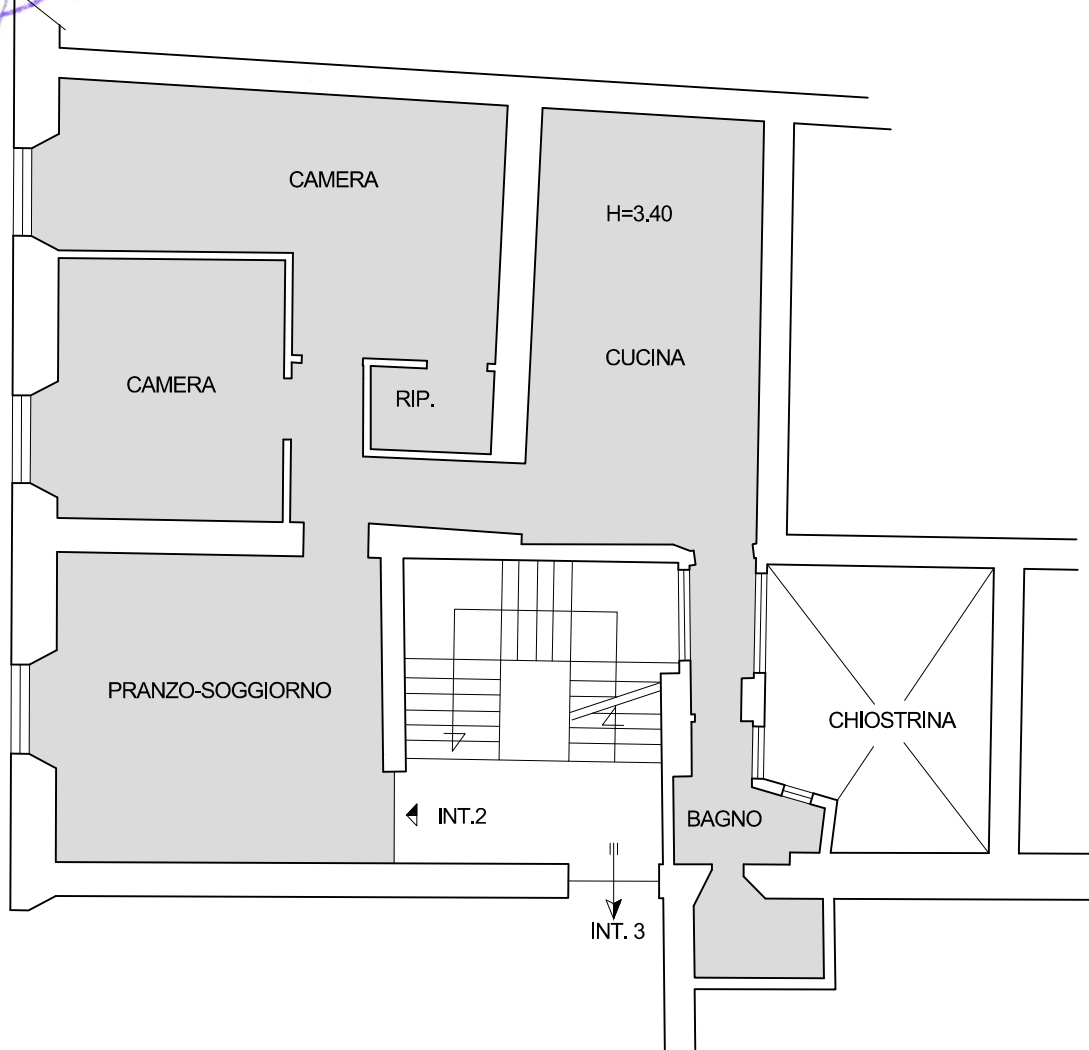 CAMERA
H=3.40
CUCINA
CAMERA
RIP.
PRANZO-SOGGIORNO
CHIOSTRINA
INT.2
BAGNO
INT. 3